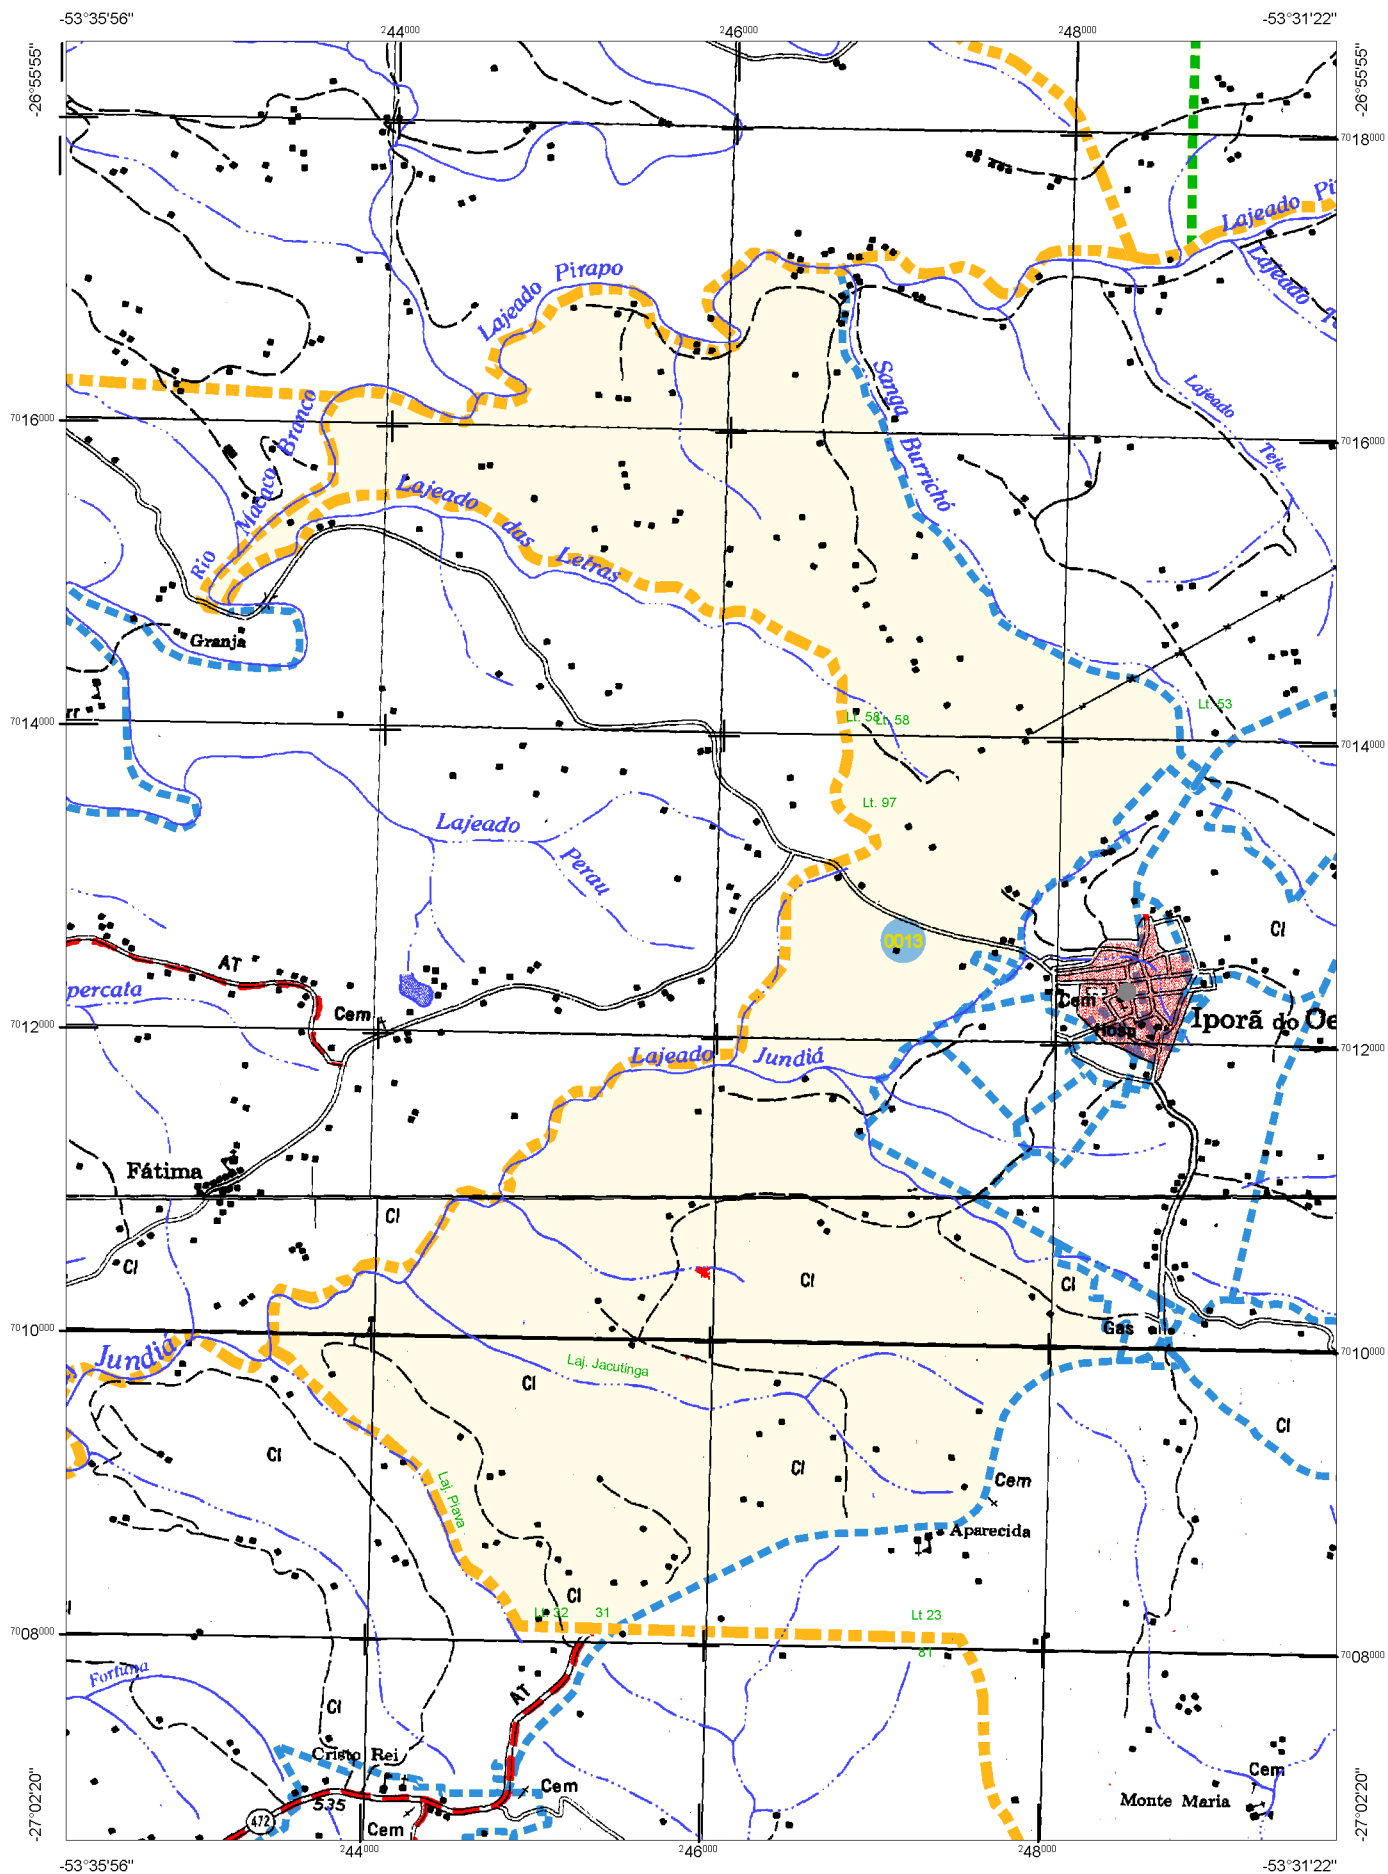 -53°35'56"
-53°31'22"
244000
246000
248000
-26°55'55"
-26°55'55"
7018000
Lajeado
Lajeado
Pirapo
Lajeado
Lajeado
Sanga
Lajeado
Branco
7016000
7016000
Burrichó
Teju
Macaco
Lajeado
das
Letras
Rio
Granja
Lt. 53
7014000
Lt. 58
Lt. 58
7014000
Lt. 97
Lajeado
Perau
CI
0013
AT
percata
Cem
Cem
Hosp
Iporã do Oe
7012000
7012000
Lajeado
Jundiá
Fátima
CI
CI
CI
CI
7010000
Gas
7010000
Jundiá
Laj. Jacutinga
CI
CI
CI
CI
Laj. Piava
Cem
Aparecida
CI
Lt. 32
31
Lt 23
7008000
81
7008000
Fortuna
AT
CI
Cristo Rei
Cem
Cem
535
Monte Maria
472
Cem
-27°02'20"
-27°02'20"
244000
246000
248000
-53°35'56"
-53°31'22"